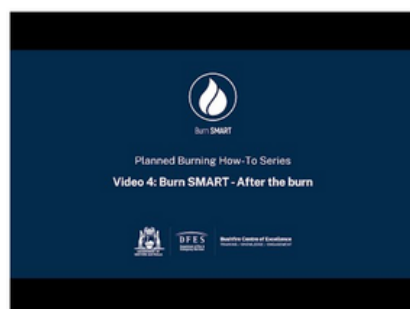 Burn SMART
Planned Burning How-To Series
Video 4: Burn SMART - After the burn
DFES
Bushfire Centre of Excellence